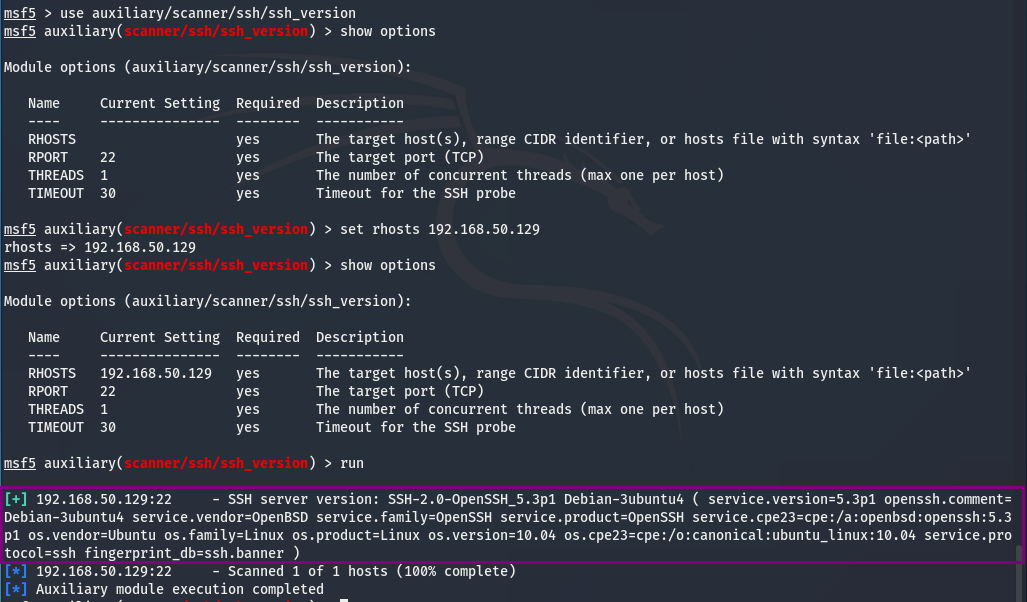 msf5 > use auxiliary/scanner/ssh/ssh_version
msf5 auxiliary(scanner/ssh/ssh_version) > show options
Module options (auxiliary/scanner/ssh/ssh_version):
Name Current Setting Required Description
---- --------------- -------- -----------
RHOSTS yes The target host(s), range CIDR identifier, or hosts file with syntax 'file:<path>'
RPORT 22 yes The target port (TCP)
THREADS 1 yes The number of concurrent threads (max one per host)
TIMEOUT 30 yes Timeout for the SSH probe
msf5 auxiliary(scanner/ssh/ssh_version) > set rhosts 192.168.50.129
rhosts => 192.168.50.129
msf5 auxiliary(scanner/ssh/ssh_version) > show options
Module options (auxiliary/scanner/ssh/ssh_version):
Name Current Setting Required Description
---- --------------- -------- -----------
RHOSTS 192.168.50.129 yes The target host(s), range CIDR identifier, or hosts file with syntax 'file:<path>'
RPORT 22 yes The target port (TCP)
THREADS 1 yes The number of concurrent threads (max one per host)
TIMEOUT 30 yes Timeout for the SSH probe
msf5 auxiliary(scanner/ssh/ssh_version) > run
[+] 192.168.50.129:22 - SSH server version: SSH-2.0-OpenSSH_5.3p1 Debian-3ubuntu4 ( service.version=5.3p1 openssh.comment=
Debian-3ubuntu4 service.vendor=OpenBSD service.family=OpenSSH service.product=OpenSSH service.cpe23=cpe:/a:openbsd:openssh:5.3
p1 os.vendor=Ubuntu os.family=Linux os.product=Linux os.version=10.04 os.cpe23=cpe:/o:canonical:ubuntu_linux:10.04 service.pro
tocol=ssh fingerprint_db=ssh.banner )
[*] 192.168.50.129:22 - Scanned 1 of 1 hosts (100% complete)
[*] Auxiliary module execution completed